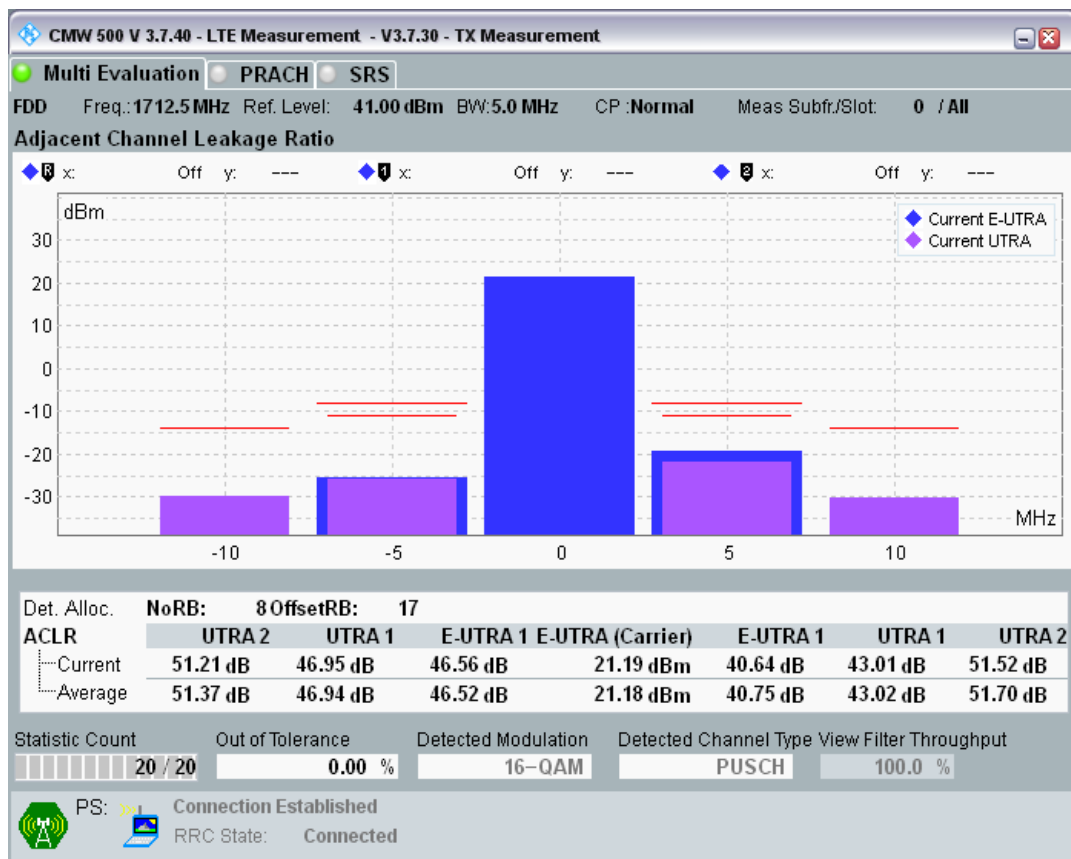 CMW 500 V 3.7.40 - LTE Measurement - V3.7.30 - TX Measurement
Multi Evaluation PRACH SRS
FDD Freq.: 1712.5 MHz Ref. Level: 41.00 dBm BW: 5.0 MHz CP : Normal Meas Subfr./Slot: 0 / All
Adjacent Channel Leakage Ratio
R x: Off y: --- 1 x: Off y: --- 2 x: Off y: ---
dBm
Current E-UTRA
Current UTRA
30
20
10
0
-10
-20
-30
MHz
-10 -5 0 5 10
Det. Alloc. NoRB: 8 OffsetRB: 17
ACLR UTRA 2 UTRA 1 E-UTRA 1 E-UTRA (Carrier) E-UTRA 1 UTRA 1 UTRA 2
Current 51.21 dB 46.95 dB 46.56 dB 21.19 dBm 40.64 dB 43.01 dB 51.52 dB
Average 51.37 dB 46.94 dB 46.52 dB 21.18 dBm 40.75 dB 43.02 dB 51.70 dB
Statistic Count Out of Tolerance Detected Modulation Detected Channel Type View Filter Throughput
20 / 20 0.00 % 16-QAM PUSCH 100.0 %
PS: Connection Established
RRC State: Connected